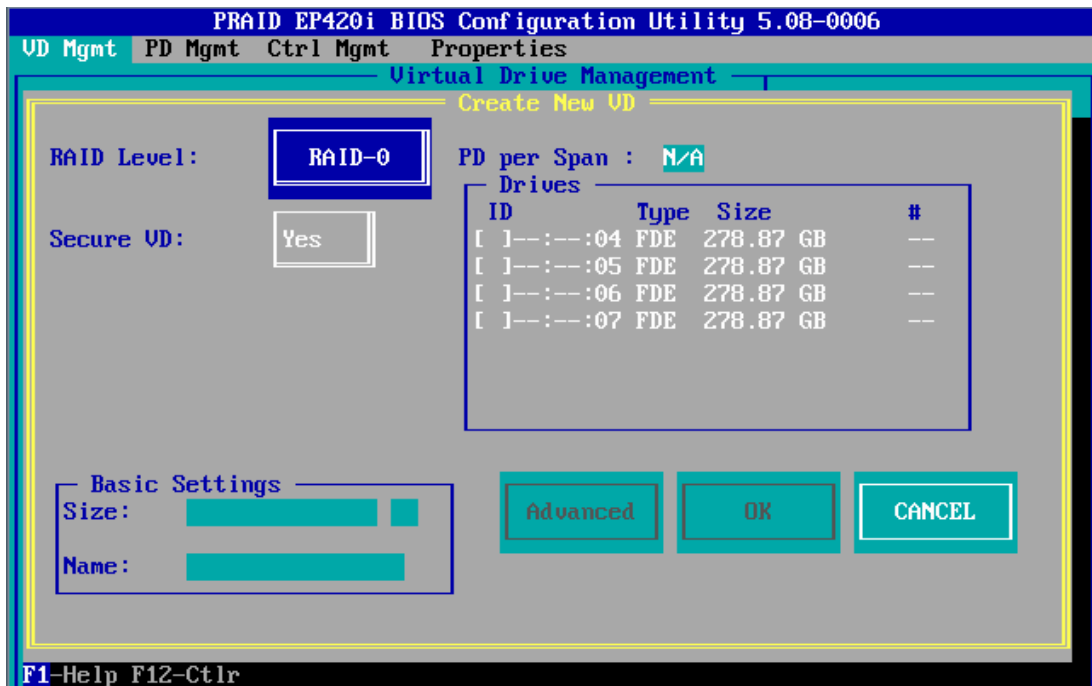 PRAID EP420i BIOS Configuration Utility 5.08-0006
VD Mgmt PD Mgmt Ctrl Mgmt Properties
Virtual Drive Management
Create New VD
RAID Level: RAID-0 PD per Span : N/A
Drives
ID Type Size #
Secure VD: Yes
[ ]--:--:04 FDE 278.87 GB --
[ ]--:--:05 FDE 278.87 GB --
[ ]--:--:06 FDE 278.87 GB --
[ ]--:--:07 FDE 278.87 GB --
Basic Settings
Size:
Name:
Advanced OK CANCEL
F1-Help F12-Ctlr